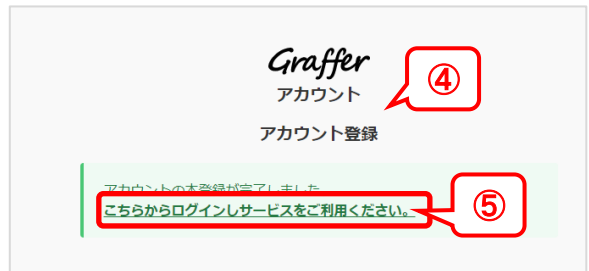 Graffer
④
アカウント
アカウント登録
アカウントの本登録が完了しました
こちらからログインしサービスをご利用ください。
⑤